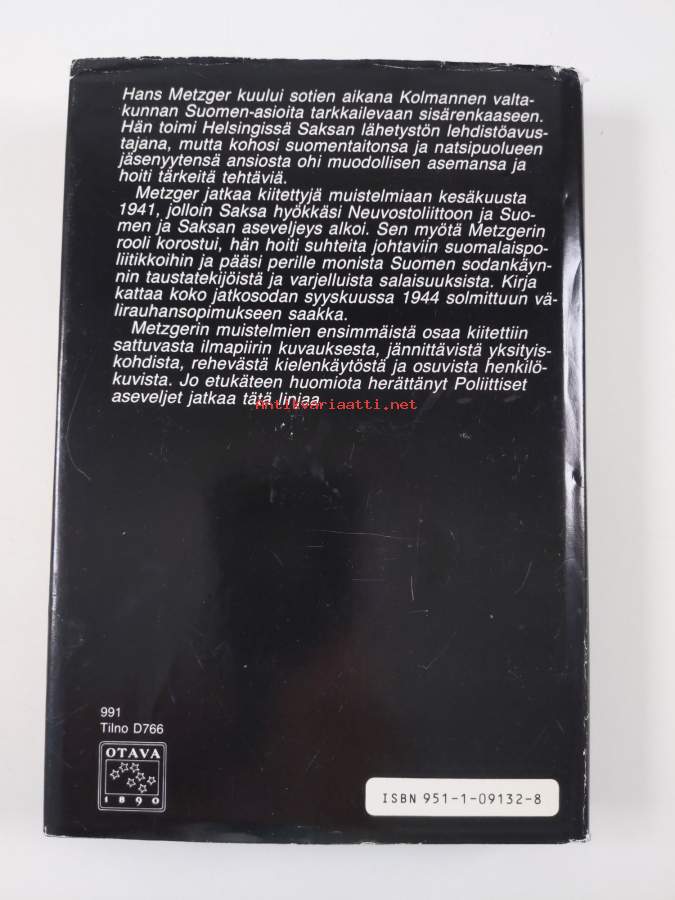 Hans Metzger kuului sotien aikana Kolmannen valta-
kunnan Suomen-asioita tarkkailevaan sisärenkaaseen.
Hän toimi Helsingissä Saksan lähetystön lehdistöavus-
tajana, mutta kohosi suomentaitonsa ja natsipuolueen
jäsenyytensä ansiosta ohi muodollisen asemansa ja
hoiti tärkeitä tehtäviä.
Metzger jatkaa kiitettyjä muistelmiaan kesäkuusta
1941, jolloin Saksa hyökkäsi Neuvostoliittoon ja Suo-
men ja Saksan aseveljeys alkoi. Sen myötä Metzgerin
rooli korostui, hän hoiti suhteita johtaviin suomalaispo-
liitikkoihin ja pääsi perille monista Suomen sodankäyn-
nin taustatekijöistä ja varjelluista salaisuuksista. Kirja
kattaa koko jatkosodan syyskuussa 1944 solmittuun vä-
lirauhansopimukseen saakka.
Metzgerin muistelmien ensimmäistä osaa kiitettiin
sattuvasta ilmapiirin kuvauksesta, jännittävistä yksityis-
kohdista, rehevästä kielenkäytöstä ja osuvista henkilö-
kuvista. Jo etukäteen huomiota herättänyt Poliittiset
aseveljet jatkaa tätä linjaa.
Antikvariaatti.net
991
Tilno D766
OTAVA
1890
ISBN 951-1-09132-8